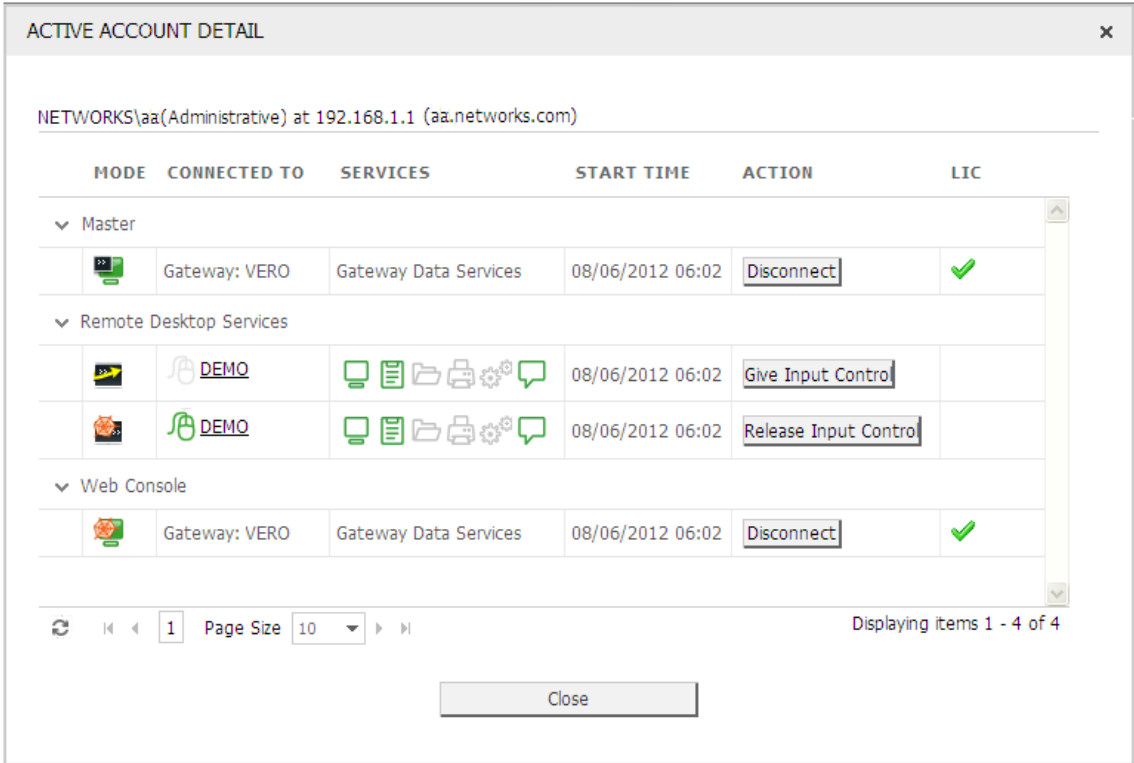 ACTIVE ACCOUNT DETAIL
NETWORKS\aa(Administrative) at 192.168.1.1 (aa.networks.com)
MODE CONNECTED TO SERVICES START TIME ACTION LIC
Master
Gateway: VERO Gateway Data Services 08/06/2012 06:02 Disconnect
Remote Desktop Services
DEMO 08/06/2012 06:02 Give Input Control
DEMO 08/06/2012 06:02 Release Input Control
Web Console
Gateway: VERO Gateway Data Services 08/06/2012 06:02 Disconnect
1 Page Size 10 Displaying items 1 - 4 of 4
Close